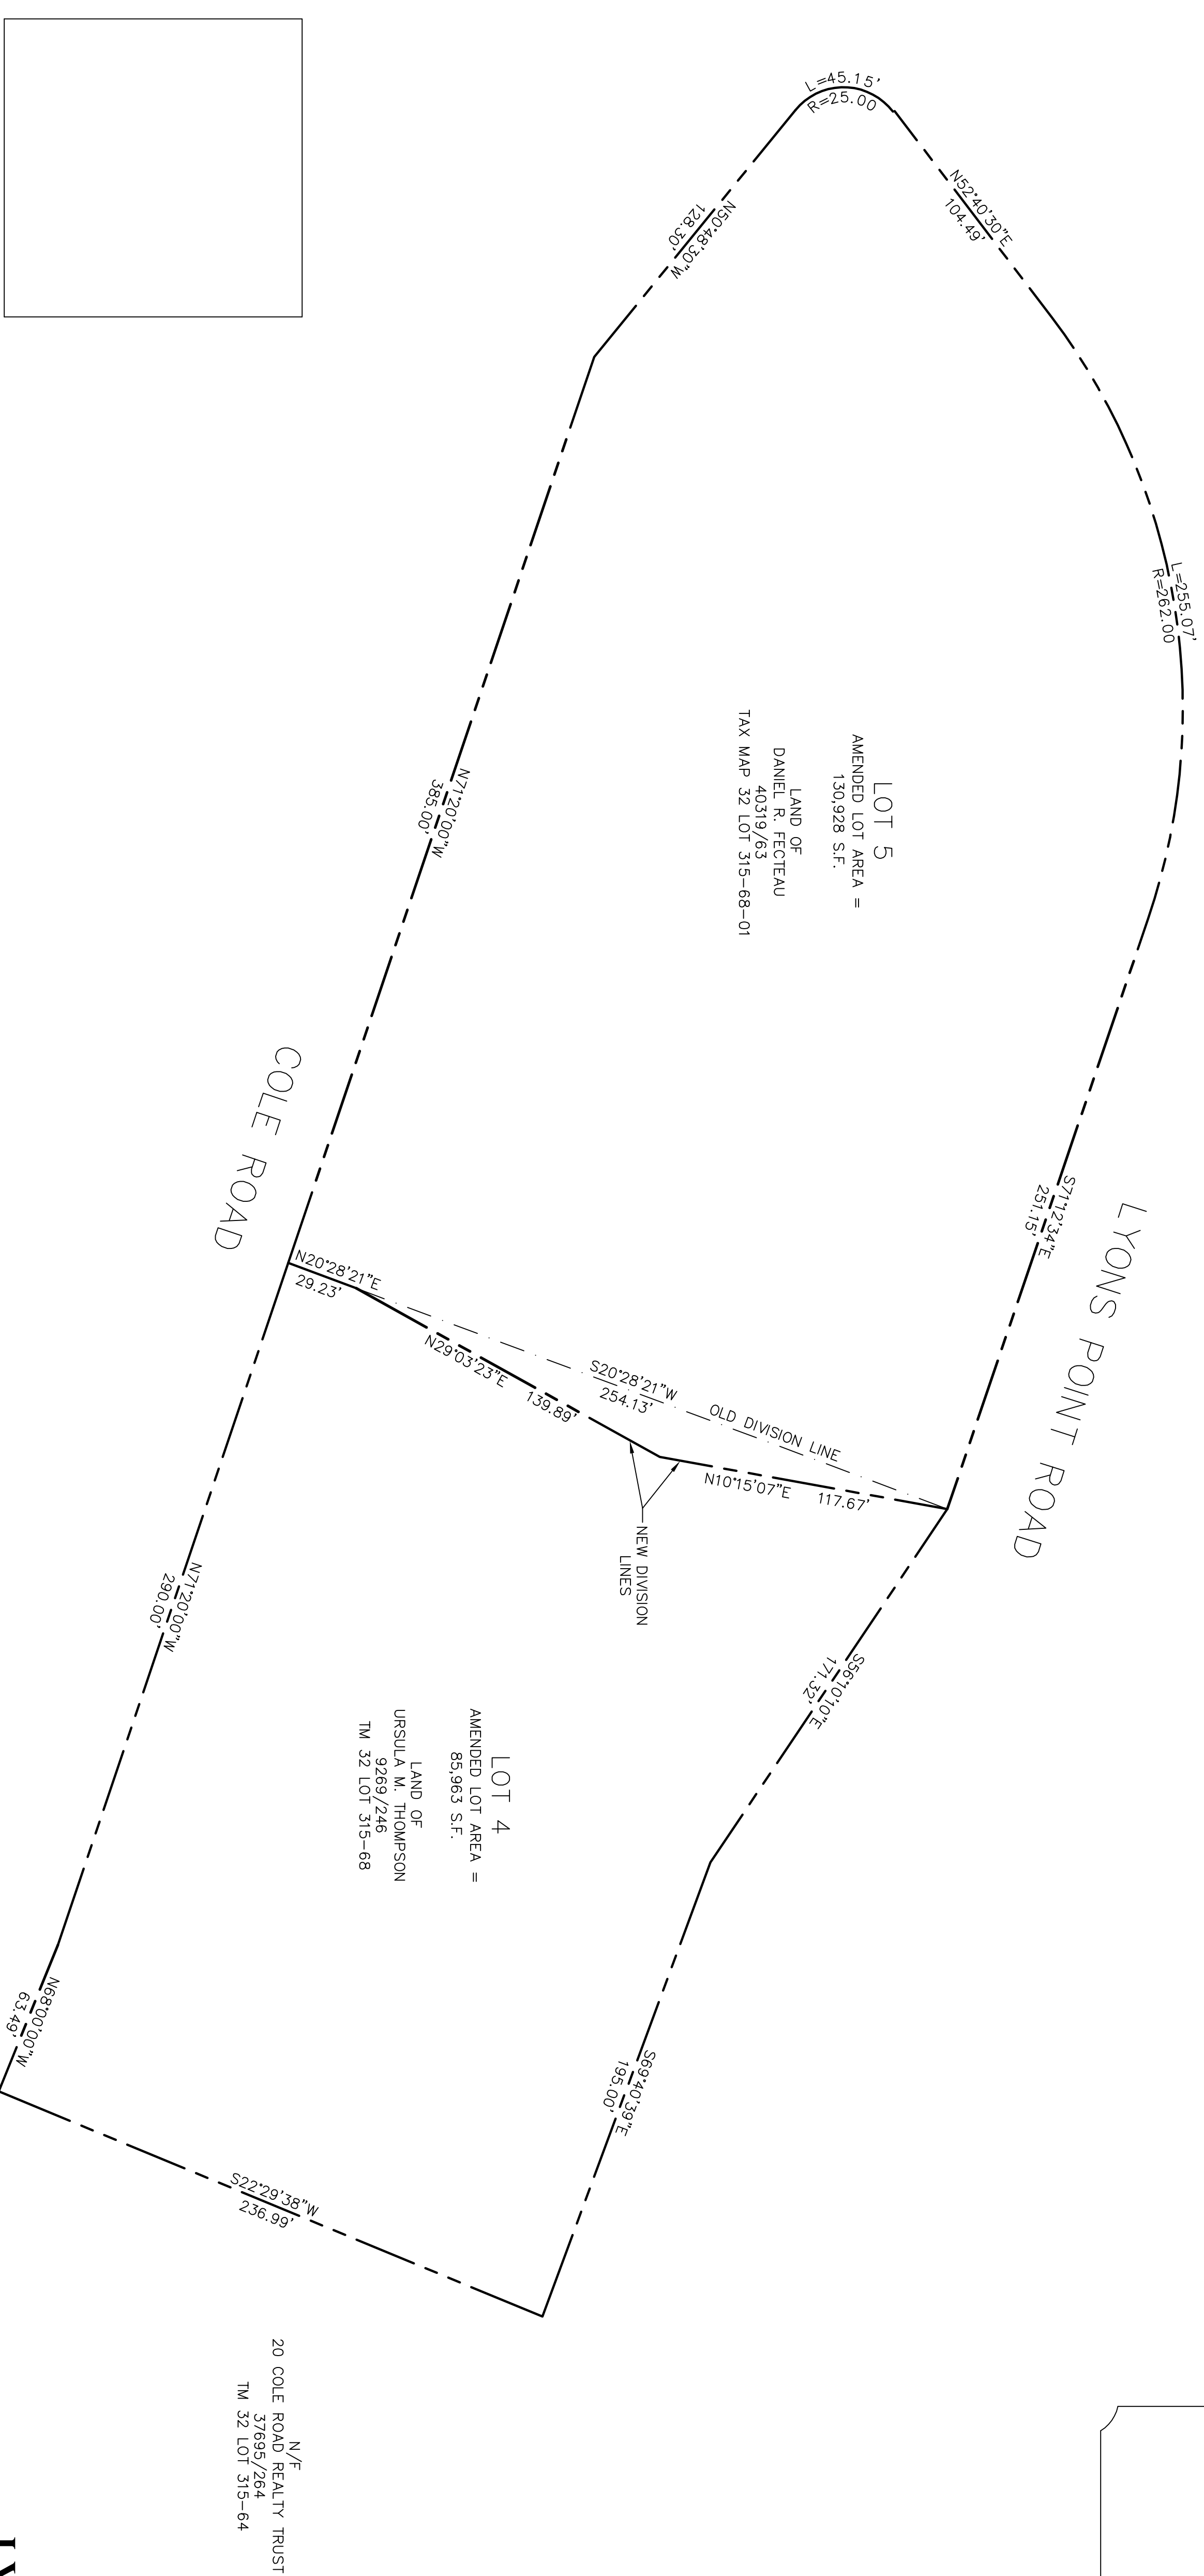 L=45.15'
R=25.00
N52°40'30"E
104.49'
N50°48'30"W
128.30'
L=255.07'
R=262.00
LOT 5
AMENDED LOT AREA =
130,928 S.F.
LAND OF
DANIEL R. FECTEAU
40319/63
TAX MAP 32 LOT 315-68-01
N71°20'00"W
385.00'
COLE ROAD
S71°12'34"E
251.15'
LYONS POINT ROAD
N20°28'21"E
29.23'
N29°03'23"E
139.89'
S20°28'21"W
254.13'
OLD DIVISION LINE
N10°15'07"E
117.67'
NEW DIVISION
LINES
N71°20'00"W
290.00'
S56°10'10"E
171.32'
LOT 4
AMENDED LOT AREA =
85,963 S.F.
LAND OF
URSULA M. THOMPSON
9269/246
TM 32 LOT 315-68
N68°00'00"W
63.49'
S69°40'39"E
195.00'
S22°29'38"W
236.99'
N/F
20 COLE ROAD REALTY TRUST
37695/264
TM 32 LOT 315-64